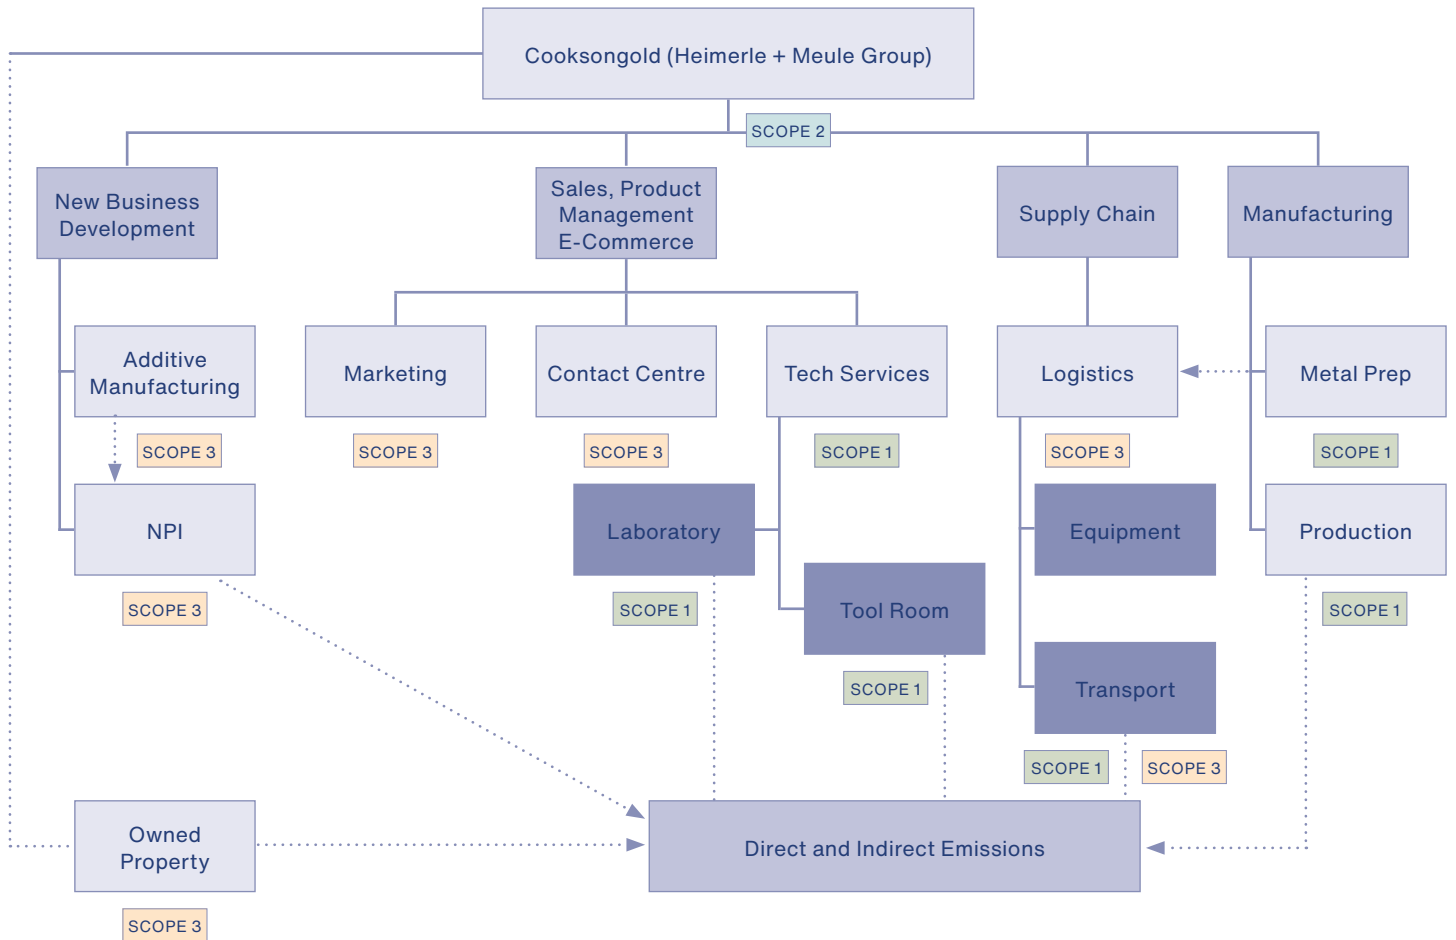 Cooksongold (Heimerle + Meule Group)
SCOPE 2
New Business
Development
Sales, Product
Management
E-Commerce
Supply Chain
Manufacturing
Additive
Manufacturing
Marketing
Contact Centre
Tech Services
Logistics
Metal Prep
SCOPE 3
SCOPE 3
SCOPE 3
SCOPE 1
SCOPE 3
SCOPE 1
NPI
Laboratory
Equipment
Production
SCOPE 3
SCOPE 1
Tool Room
SCOPE 1
SCOPE 1
Transport
SCOPE 1
SCOPE 3
Owned
Property
Direct and Indirect Emissions
SCOPE 3